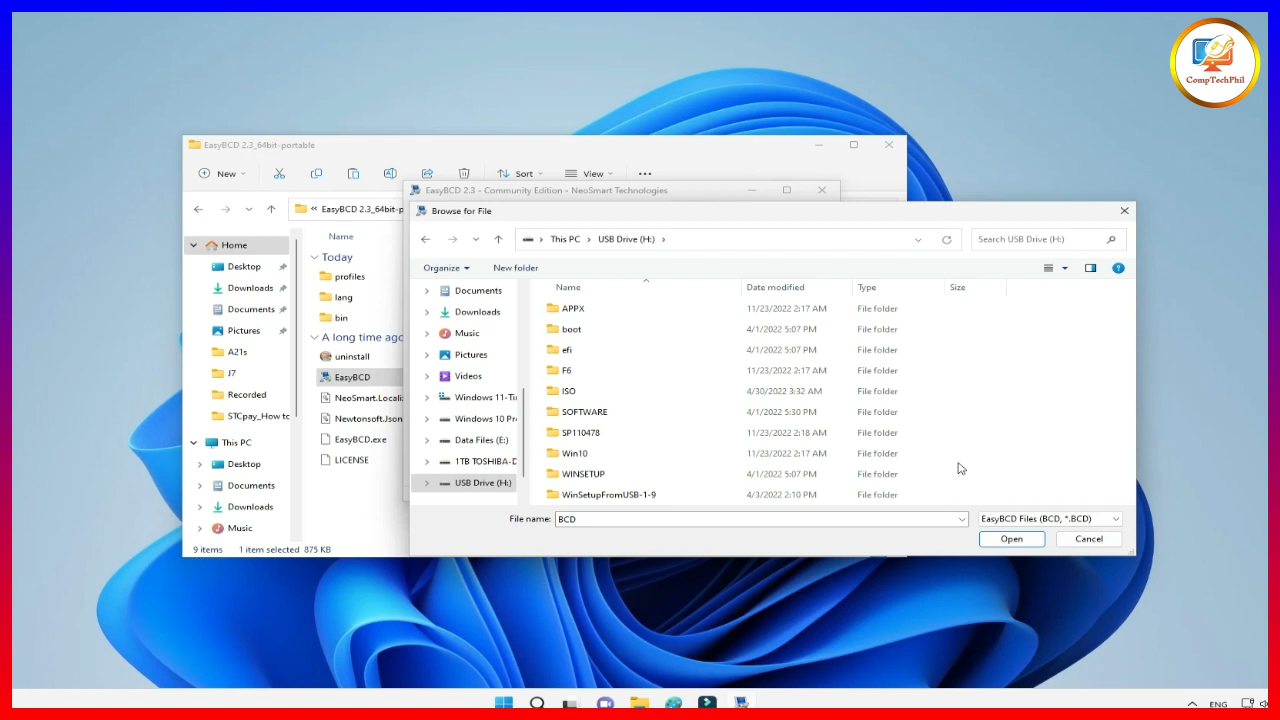 CompTechPhil
EasyBCD 2.3_64bit-portable
New
Sort
View
EasyBCD 2.3_64bit-p
EasyBCD 2.3 - Community Edition - NeoSmart Technologies
Home
Desktop
Downloads
Documents
Pictures
A21s
J7
Recorded
STCpay_How to
This PC
Desktop
Documents
Downloads
Music
Name
Today
profiles
lang
bin
A long time ago
uninstall
EasyBCD
NeoSmart.Locali
Newtonsoft.Json
EasyBCD.exe
LICENSE
9 items 1 item selected 875 KB
Browse for File
This PC > USB Drive (H:) >
Search USB Drive (H:)
Organize New folder
Documents
Downloads
Music
Pictures
Videos
Windows 11-Ti
Windows 10 Pr
Data Files (E:)
1TB TOSHIBA-D
USB Drive (H:)
Name Date modified Type Size
APPX 11/23/2022 2:17 AM File folder
boot 4/1/2022 5:07 PM File folder
efi 4/1/2022 5:07 PM File folder
F6 11/23/2022 2:17 AM File folder
ISO 4/30/2022 3:32 AM File folder
SOFTWARE 4/1/2022 5:30 PM File folder
SP110478 11/23/2022 2:18 AM File folder
Win10 11/23/2022 2:17 AM File folder
WINSETUP 4/1/2022 5:07 PM File folder
WinSetupFromUSB-1-9 4/3/2022 2:10 PM File folder
File name: BCD EasyBCD Files (BCD, *.BCD)
Open Cancel
ENG